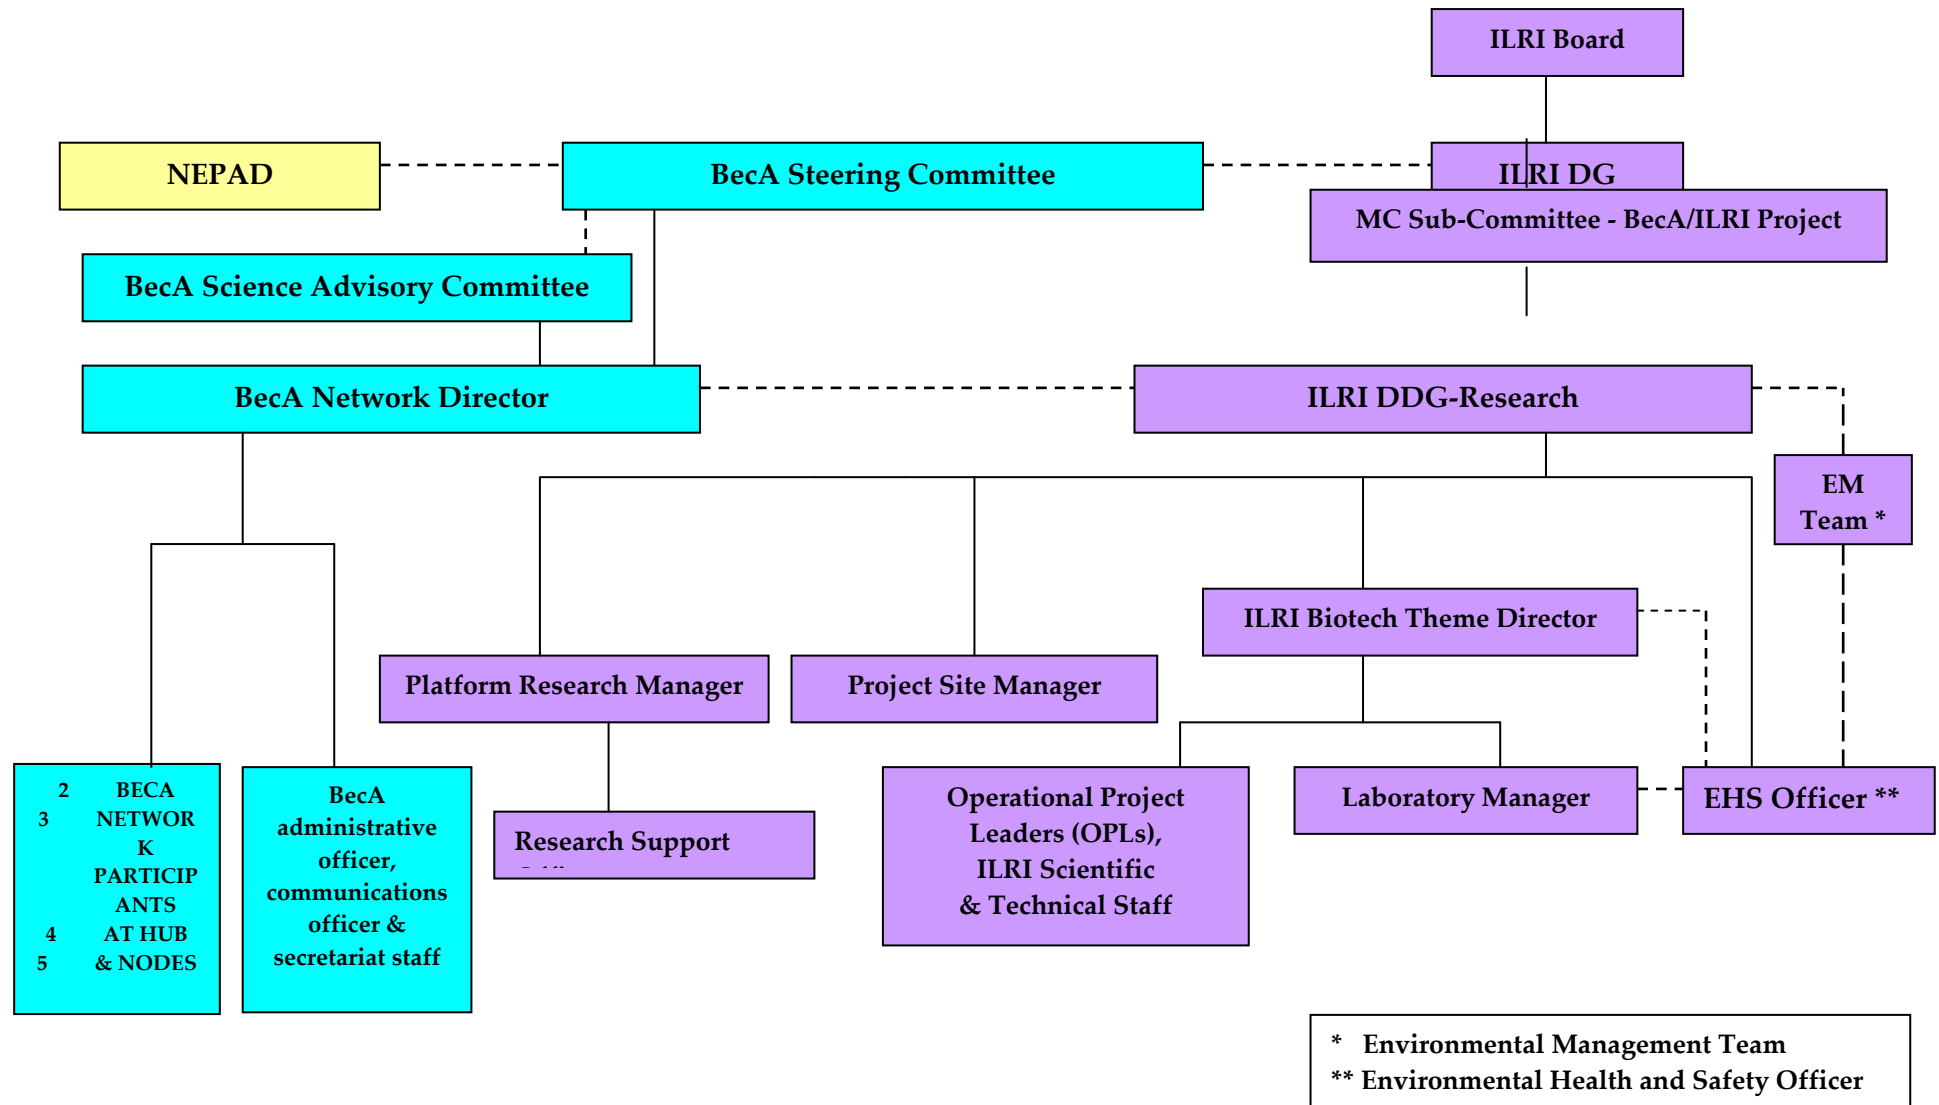 ILRI Board
NEPAD
BecA Steering Committee
ILRI DG
MC Sub-Committee - BecA/ILRI Project
BecA Science Advisory Committee
BecA Network Director
ILRI DDG-Research
EM
Team *
ILRI Biotech Theme Director
Platform Research Manager
Project Site Manager
2 BECA
3 NETWOR
K
PARTICIP
ANTS
4 AT HUB
5 & NODES
BecA
administrative
officer,
communications
officer &
secretariat staff
Research Support
Operational Project
Leaders (OPLs),
ILRI Scientific
& Technical Staff
Laboratory Manager
EHS Officer **
* Environmental Management Team
** Environmental Health and Safety Officer